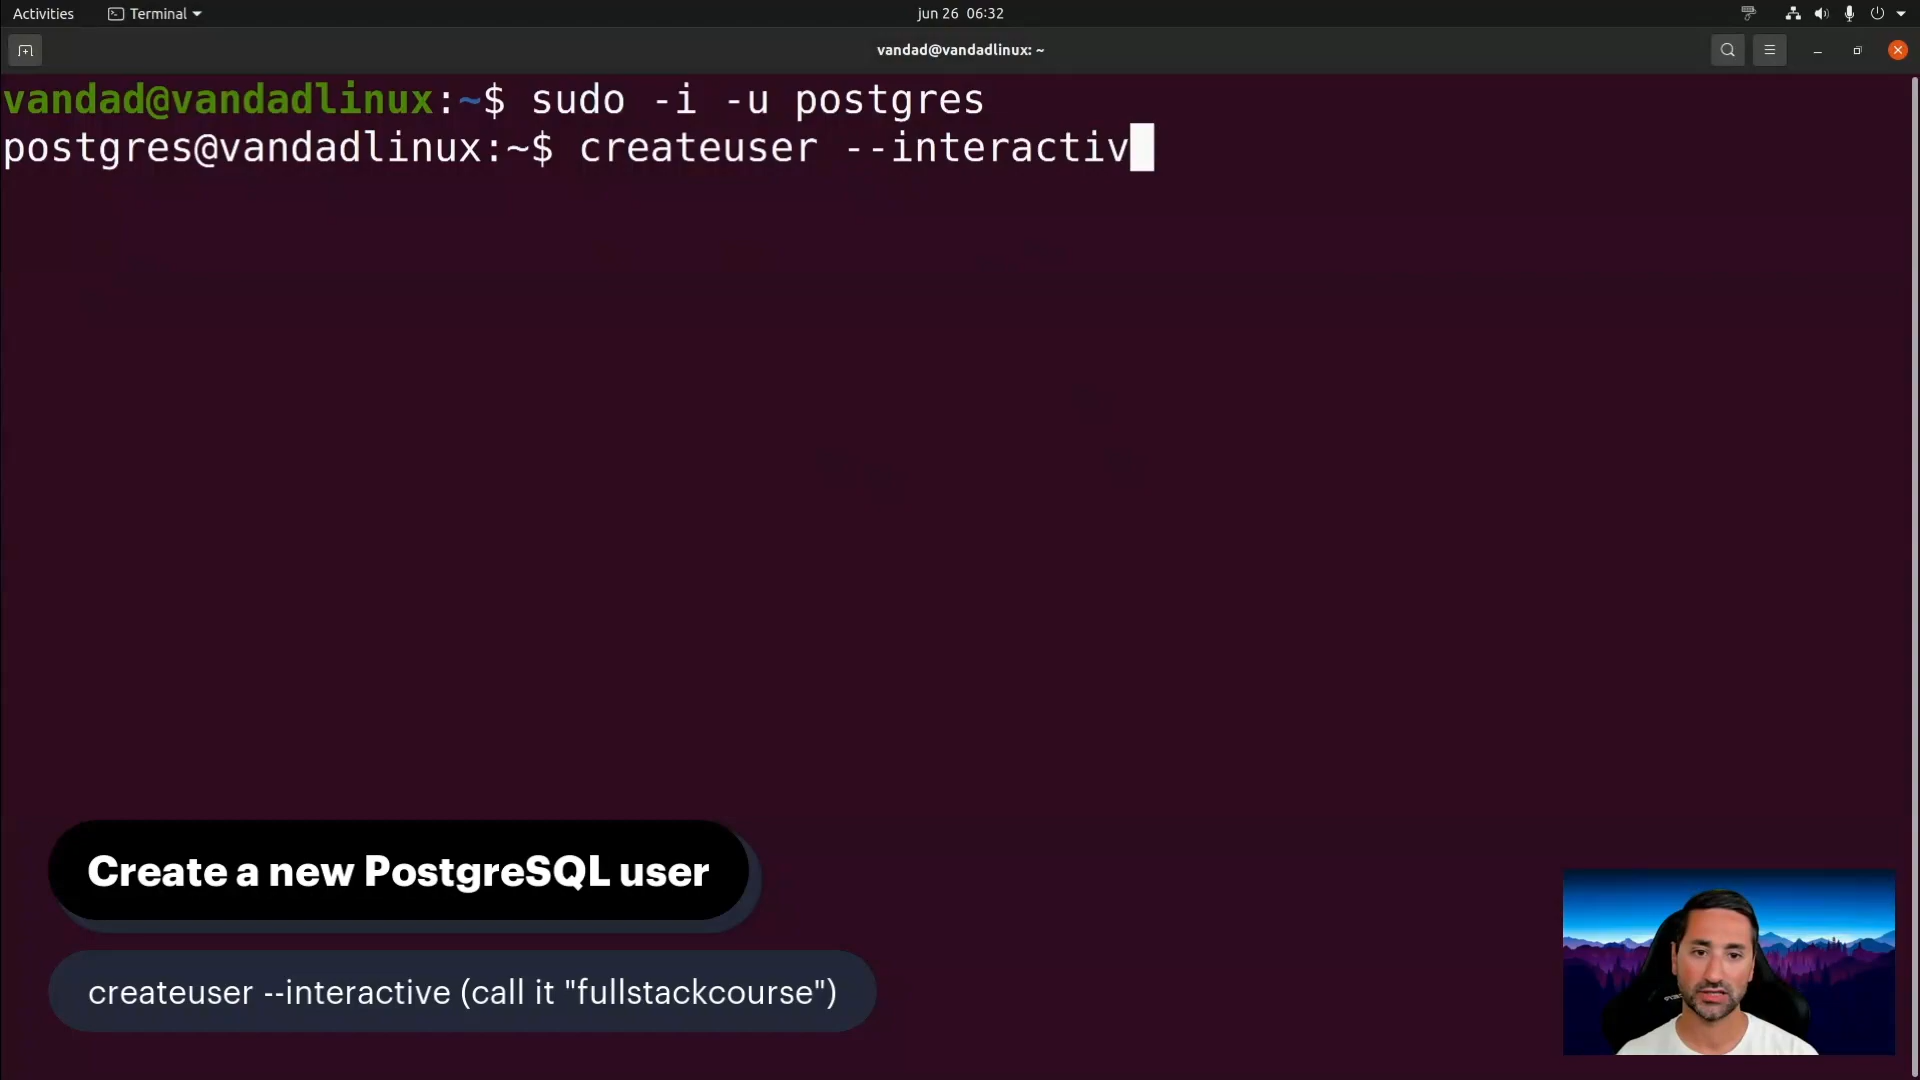 Activities
Terminal
jun 26 06:32
vandad@vandadlinux: ~
vandad@vandadlinux:~$ sudo -i -u postgres
postgres@vandadlinux:~$ createuser --interactiv
Create a new PostgreSQL user
createuser --interactive (call it "fullstackcourse")